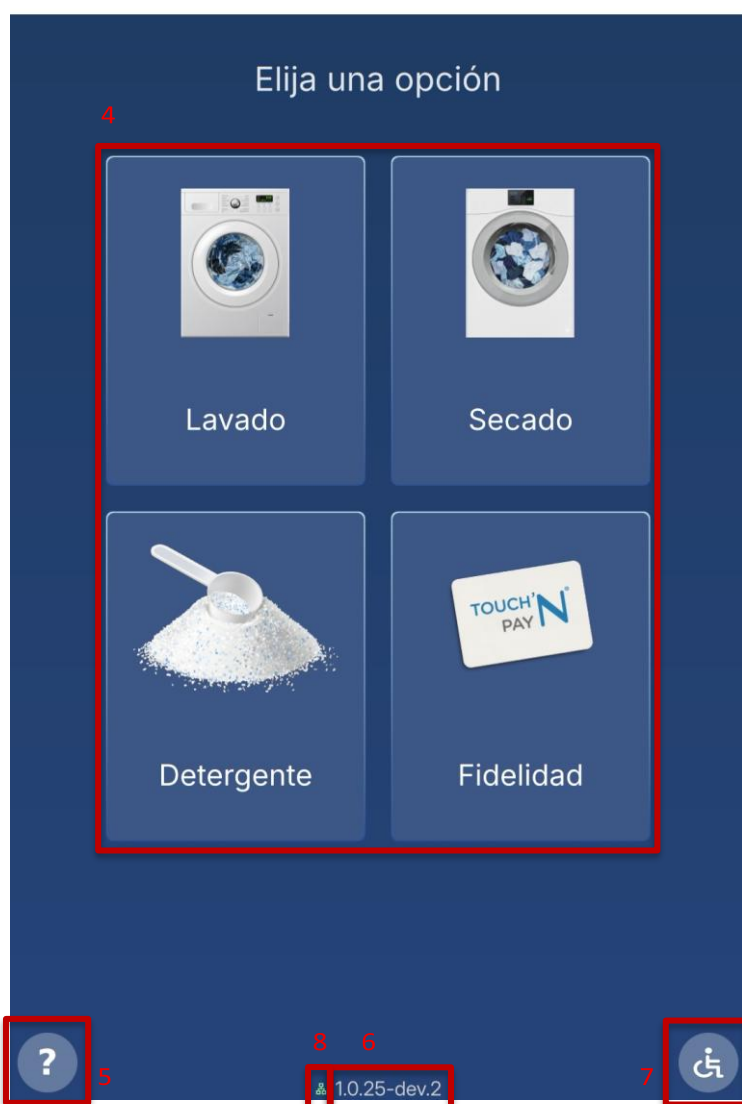 Elija una opción
4
Lavado
Secado
TOUCH'N
PAY
Detergente
Fidelidad
8
6
?
5
7
1.0.25-dev.2